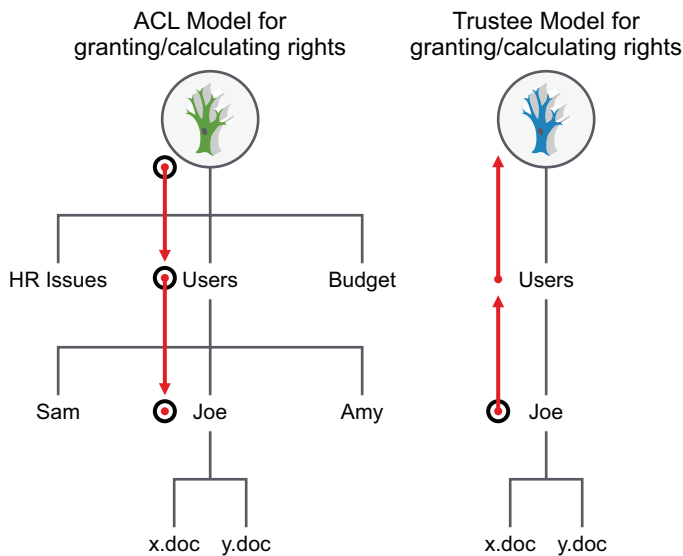 ACL Model for
granting/calculating rights
Trustee Model for
granting/calculating rights
HR Issues
Users
Budget
Users
Sam
Joe
Amy
Joe
x.doc
y.doc
x.doc
y.doc